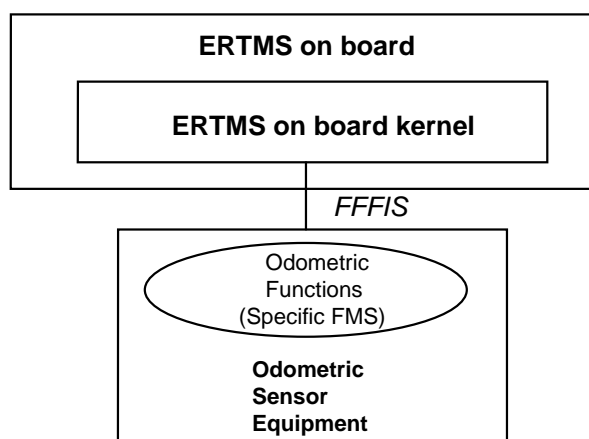 ERTMS on board
ERTMS on board kernel
FFFIS
Odometric
Functions
(Specific FMS)
Odometric
Sensor
Equipment